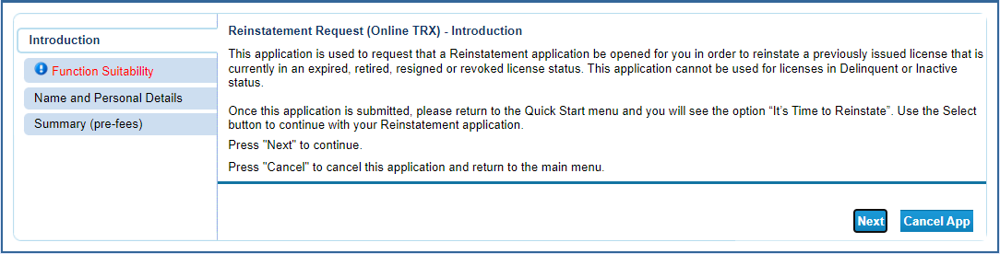 Introduction
Function Suitability
Name and Personal Details
Summary (pre-fees)
Reinstatement Request (Online TRX) - Introduction
This application is used to request that a Reinstatement application be opened for you in order to reinstate a previously issued license that is
currently in an expired, retired, resigned or revoked license status. This application cannot be used for licenses in Delinquent or Inactive
status.
Once this application is submitted, please return to the Quick Start menu and you will see the option “It’s Time to Reinstate”. Use the Select
button to continue with your Reinstatement application.
Press "Next" to continue.
Press "Cancel" to cancel this application and return to the main menu.
Next
Cancel App